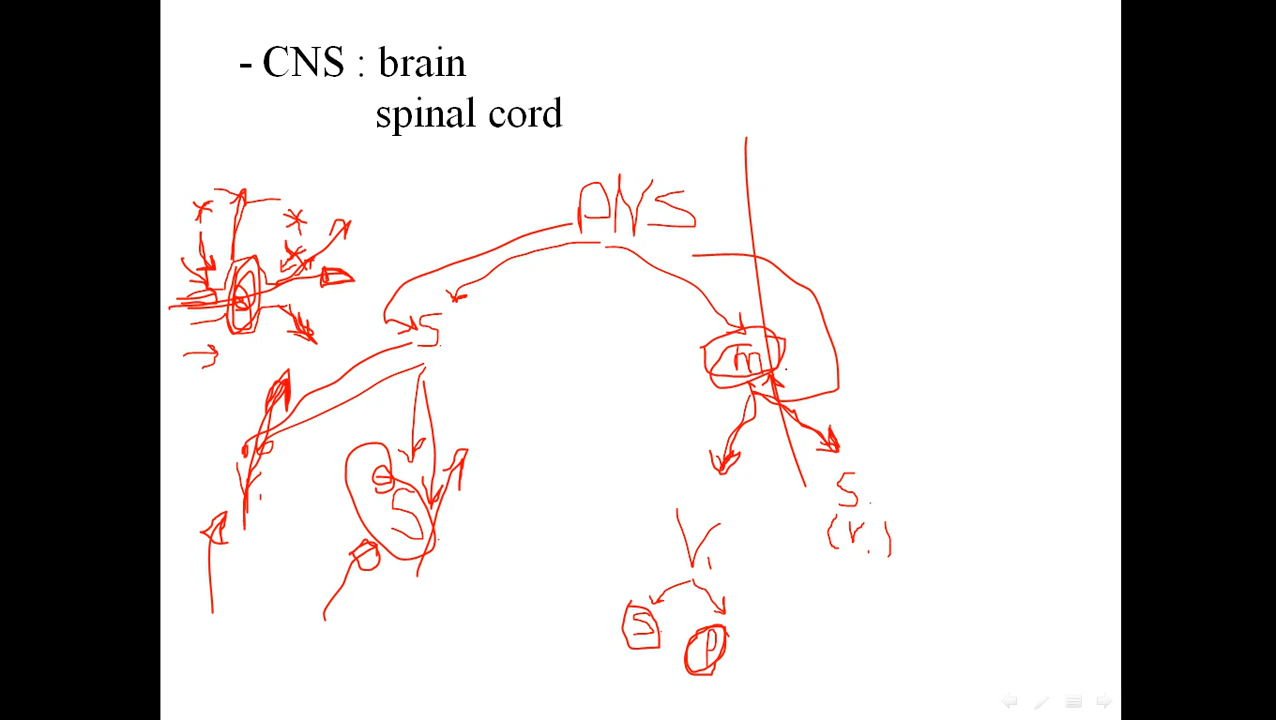 - CNS : brain
spinal cord
PNS
S
m
V.
S
S.
(V.)
V.
S P